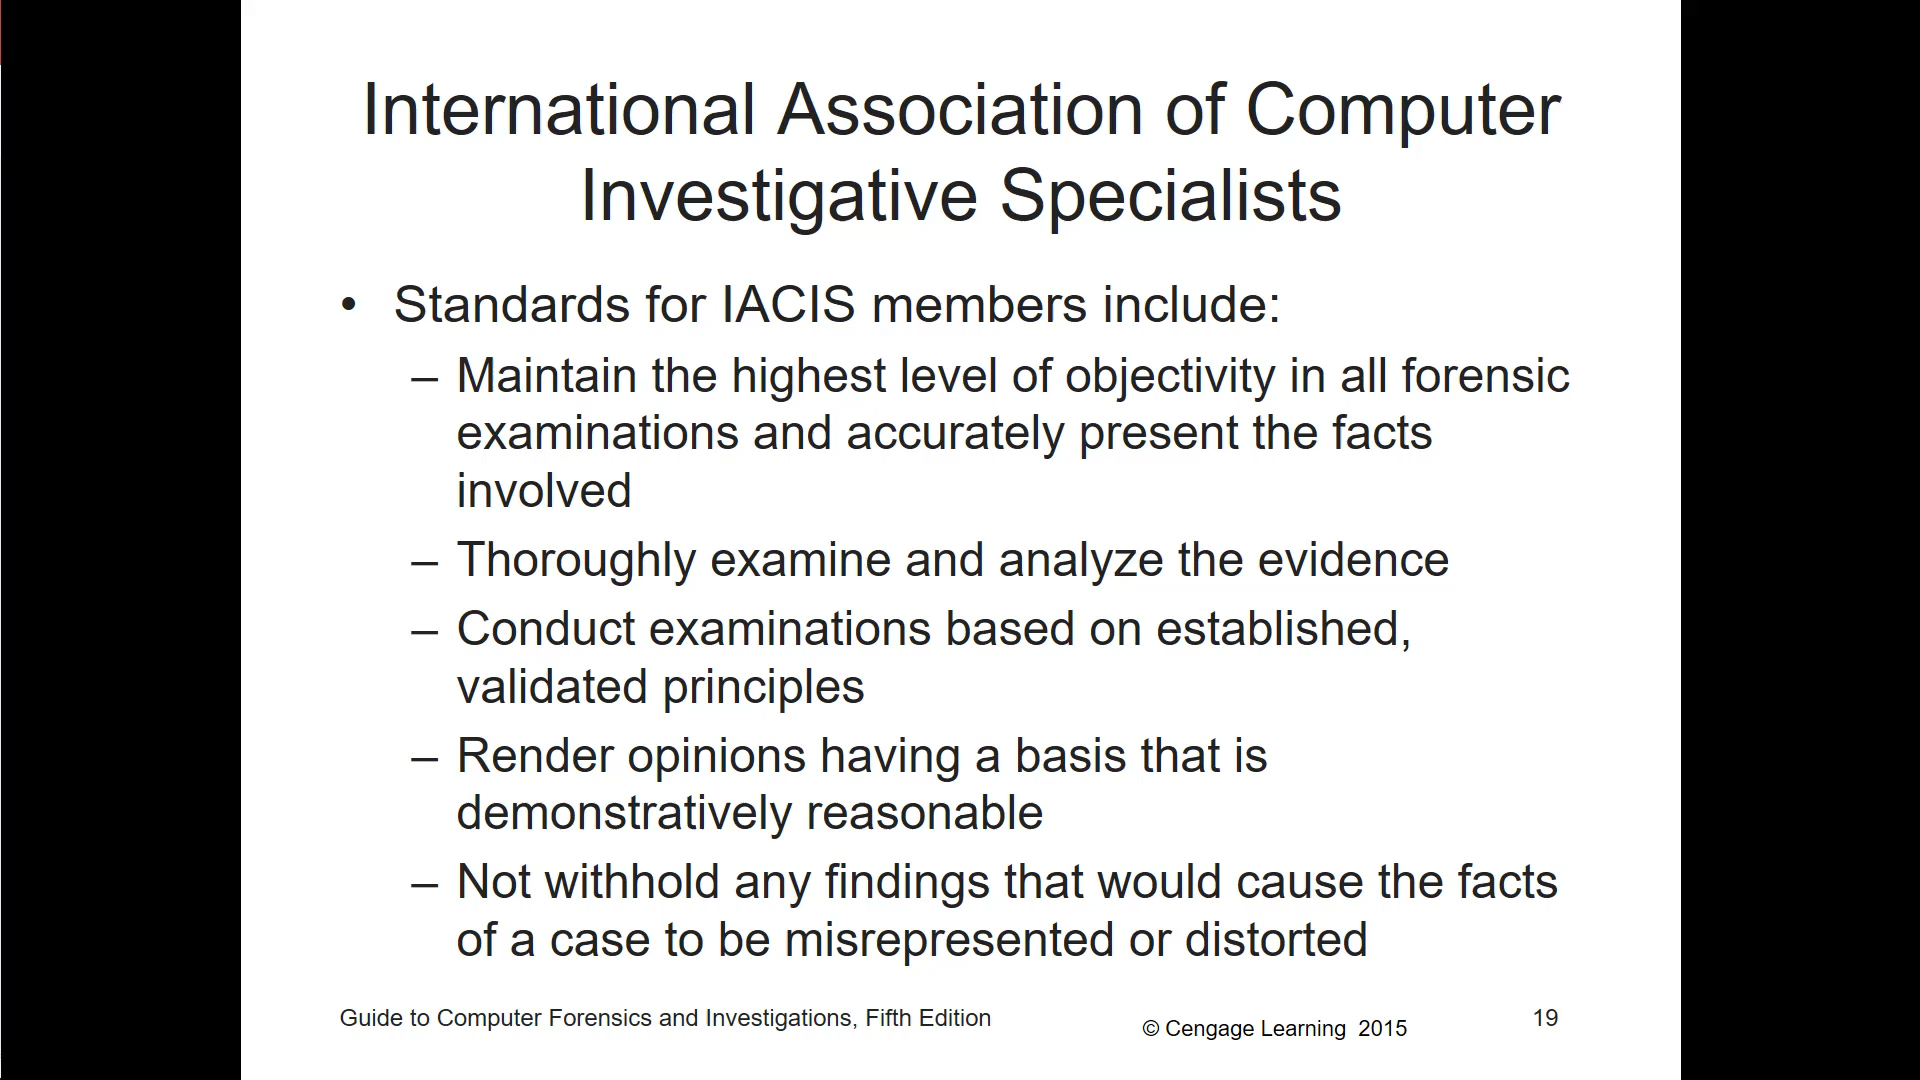 International Association of Computer
Investigative Specialists
• Standards for IACIS members include:
– Maintain the highest level of objectivity in all forensic
examinations and accurately present the facts
involved
– Thoroughly examine and analyze the evidence
– Conduct examinations based on established,
validated principles
– Render opinions having a basis that is
demonstratively reasonable
– Not withhold any findings that would cause the facts
of a case to be misrepresented or distorted
Guide to Computer Forensics and Investigations, Fifth Edition
© Cengage Learning 2015
19